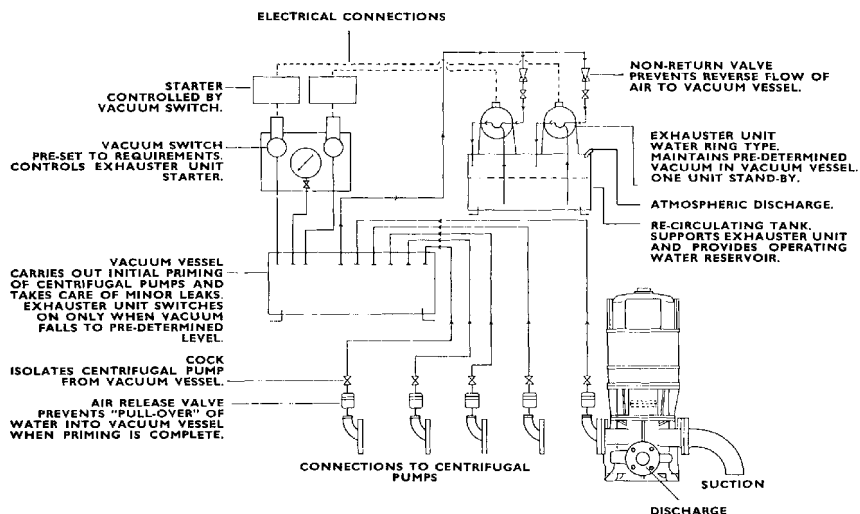 ELECTRICAL CONNECTIONS
STARTER
CONTROLLED BY
VACUUM SWITCH.
VACUUM SWITCH
PRE-SET TO REQUIREMENTS.
CONTROLS EXHAUSTER UNIT
STARTER.
VACUUM VESSEL
CARRIES OUT INITIAL PRIMING
OF CENTRIFUGAL PUMPS AND
TAKES CARE OF MINOR LEAKS.
EXHAUSTER UNIT SWITCHES
ON ONLY WHEN VACUUM
FALLS TO PRE-DETERMINED
LEVEL.
COCK
ISOLATES CENTRIFUGAL PUMP
FROM VACUUM VESSEL.
AIR RELEASE VALVE
PREVENTS "PULL-OVER" OF
WATER INTO VACUUM VESSEL
WHEN PRIMING IS COMPLETE.
NON-RETURN VALVE
PREVENTS REVERSE FLOW OF
AIR TO VACUUM VESSEL.
EXHAUSTER UNIT
WATER RING TYPE.
MAINTAINS PRE-DETERMINED
VACUUM IN VACUUM VESSEL.
ONE UNIT STAND-BY.
ATMOSPHERIC DISCHARGE.
RE-CIRCULATING TANK.
SUPPORTS EXHAUSTER UNIT
AND PROVIDES OPERATING
WATER RESERVOIR.
CONNECTIONS TO CENTRIFUGAL
PUMPS
SUCTION
DISCHARGE